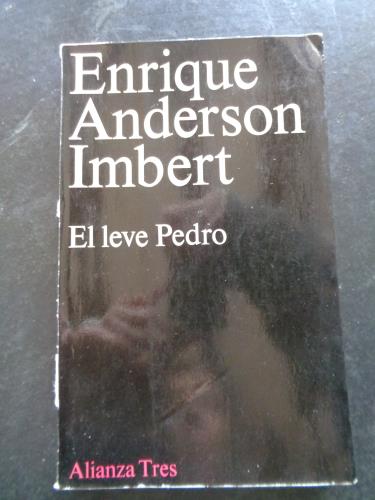 Enrique
Anderson
Imbert
El leve Pedro
Alianza Tres